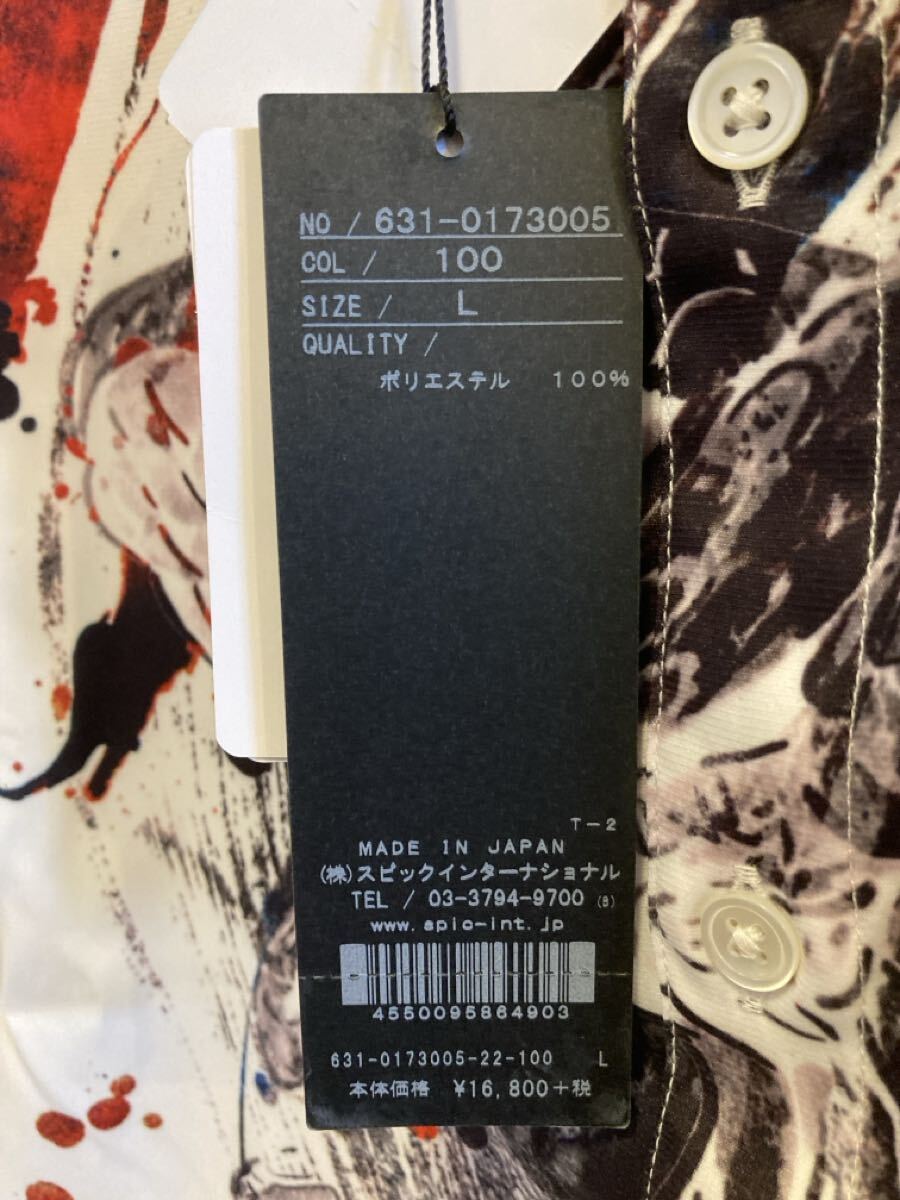 NO / 631-0173005
COL / 100
SIZE / L
QUALITY /
ポリエステル 100%
T-2
MADE IN JAPAN
(株)スピックインターナショナル
TEL / 03-3794-9700 (8)
www.spic-int.jp
4550095864903
631-0173005-22-100 L
本体価格 ¥16,800+税